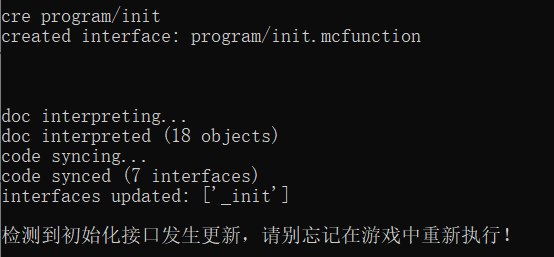 cre program/init
created interface: program/init.mcfunction
doc interpreting...
doc interpreted (18 objects)
code syncing...
code synced (7 interfaces)
interfaces updated: ['_init']
检测到初始化接口发生更新，请别忘记在游戏中重新执行！